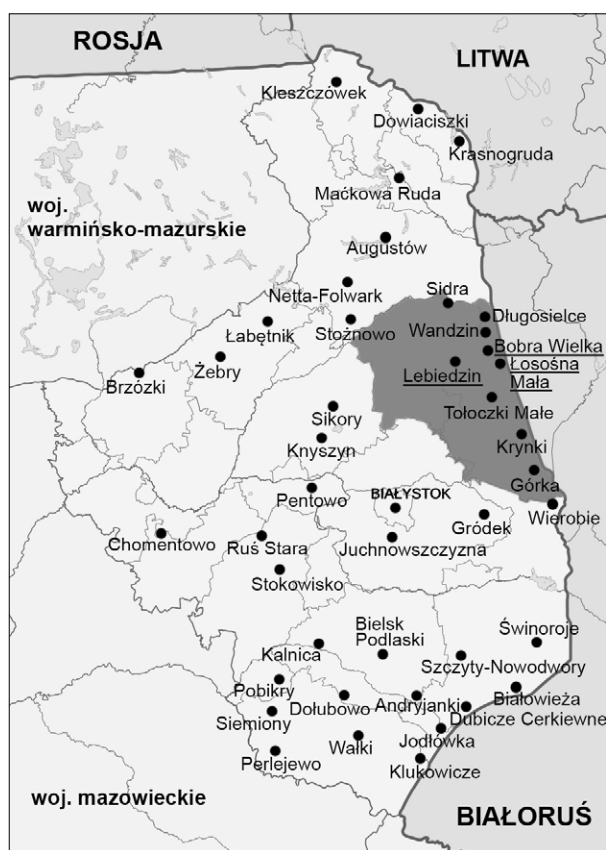 ROSJA
LITWA
Kleszczówek
Dowiaciszki
Krasnogruda
Maćkowa Ruda
woj.
warmińsko-mazurskie
Augustów
Netta-Folwark
Sidra
Stożnowo
Długosielce
Łabętnik
Wandzin
Bobra Wielka
Żebry
Łosośna
Mała
Brzózki
Lebiedzin
Tołoczki Małe
Sikory
Krynki
Knyszyn
Górka
Pentowo
BIAŁYSTOK
Wierobie
Gródek
Chomentowo
Ruś Stara
Juchnowszczyzna
Stokowisko
Bielsk
Podlaski
Świnoroje
Kalnica
Szczyty-Nowodwory
Pobikry
Białowieża
Dołubowo
Andryjanki
Siemiony
Dubicze Cerkiewne
Wałki
Jodłówka
Perlejewo
Klukowicze
woj. mazowieckie
BIAŁORUŚ